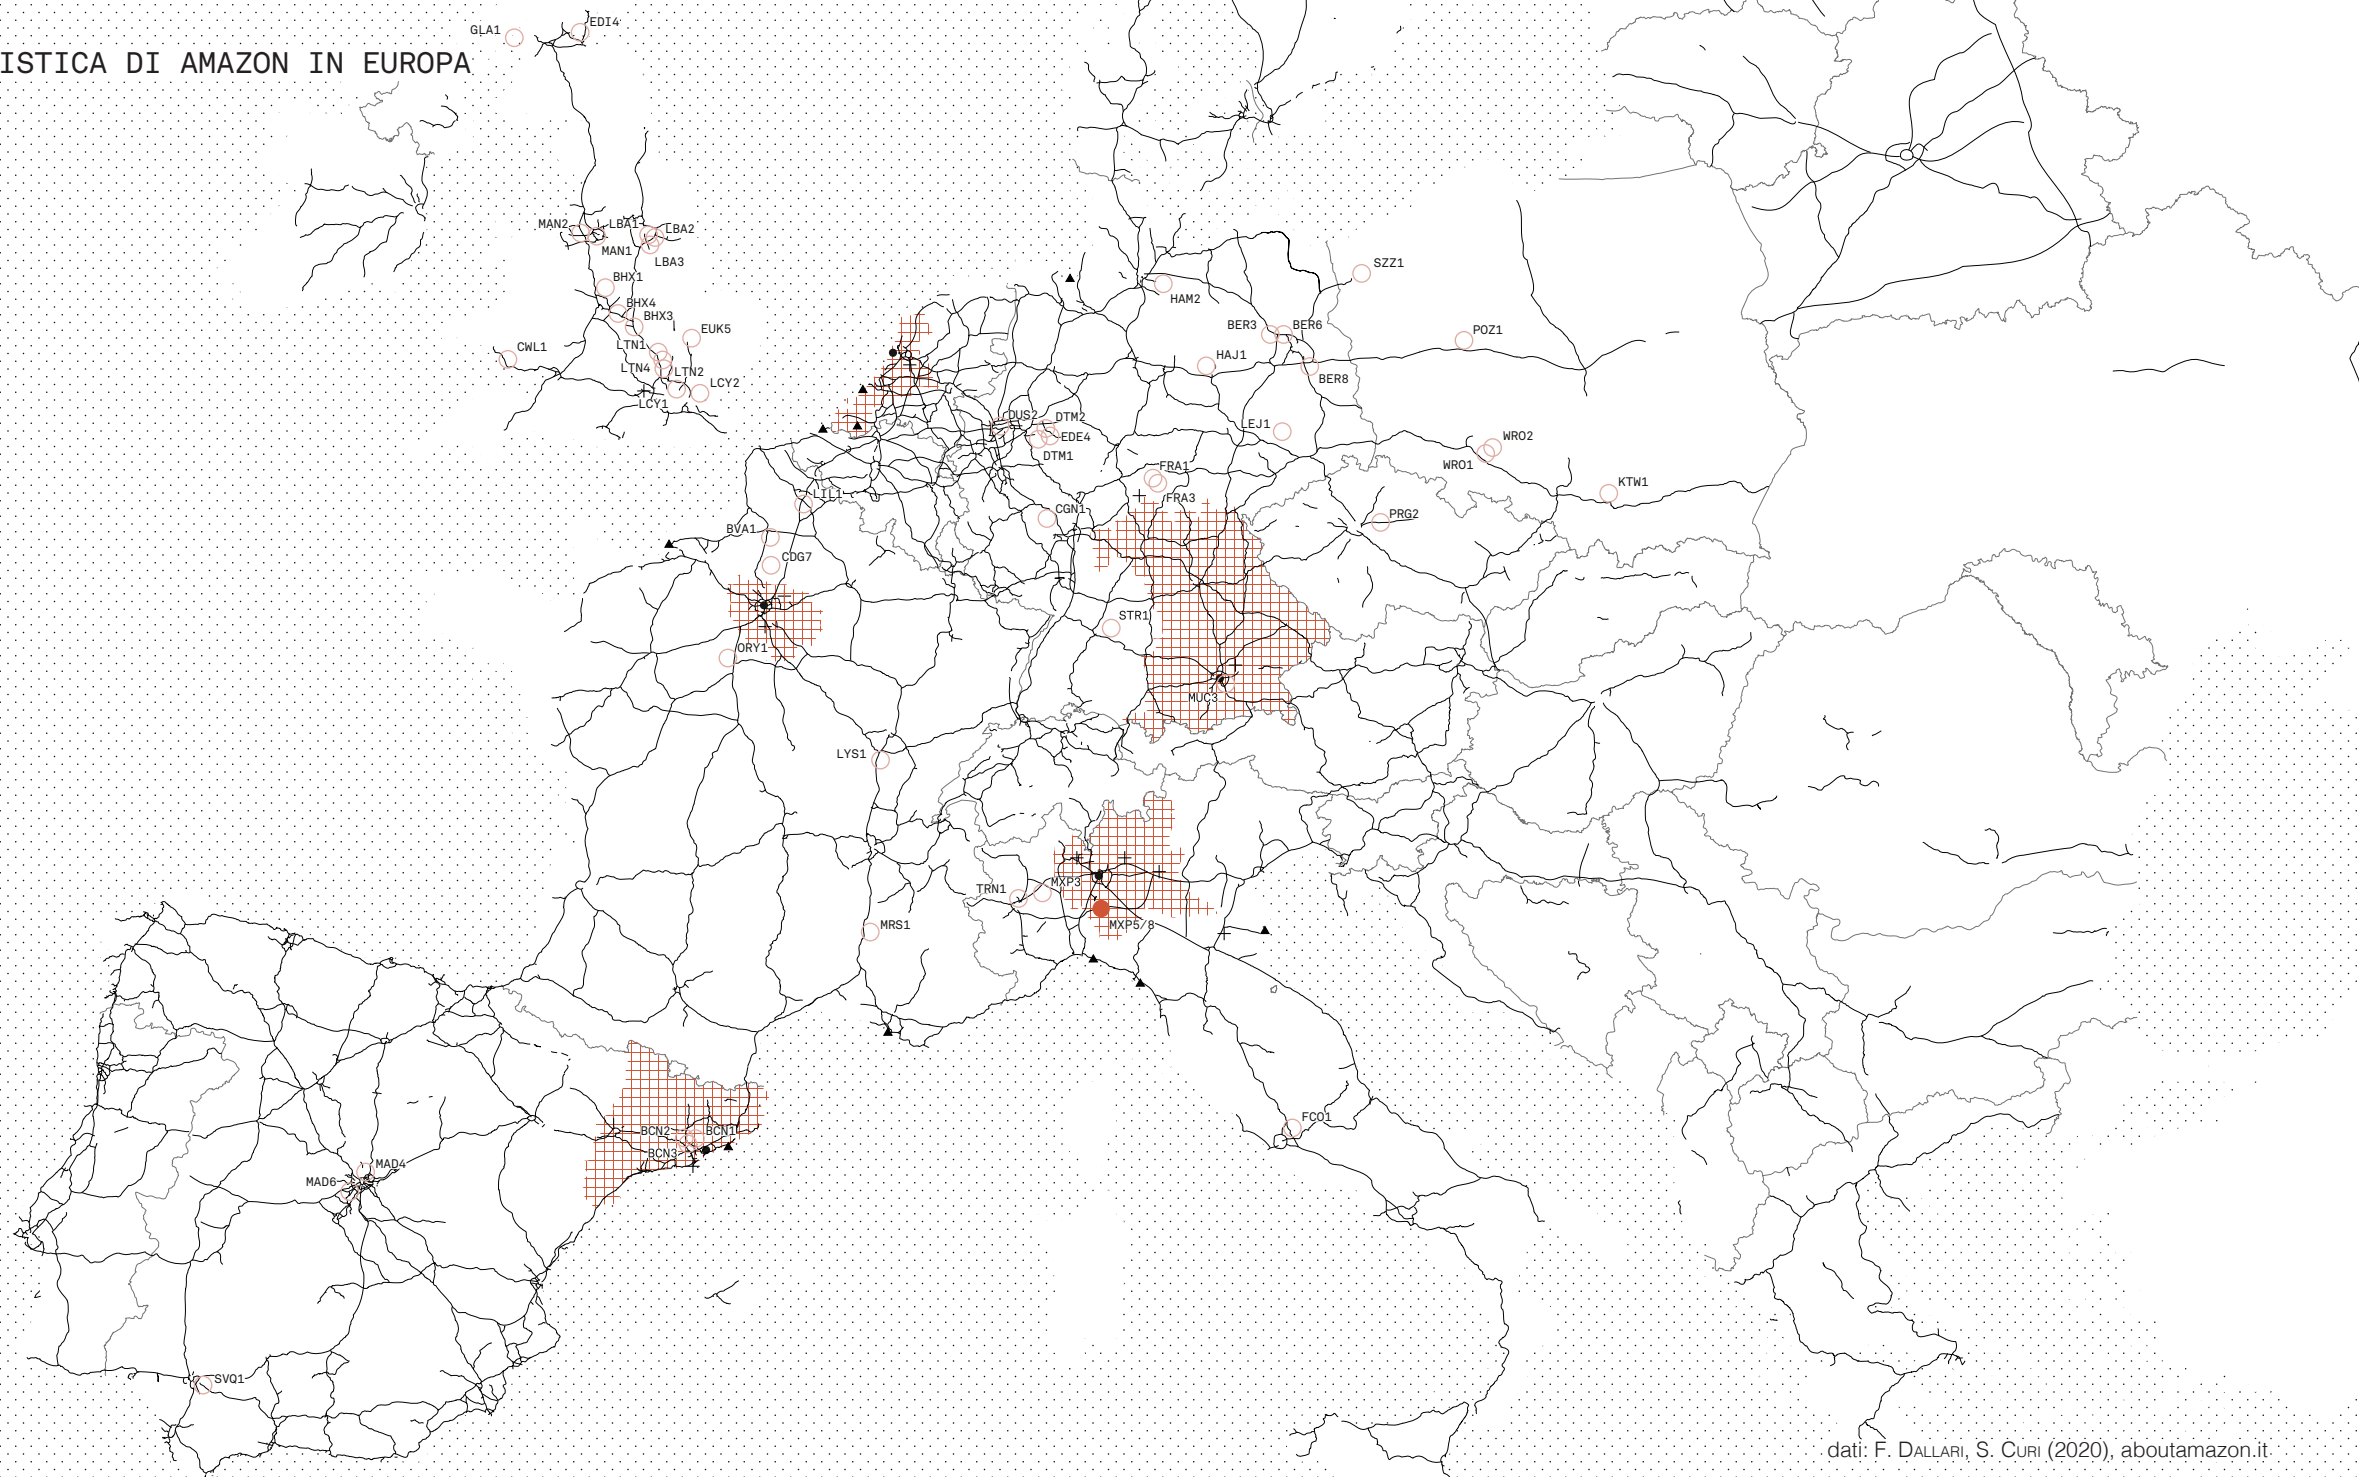 GLA1
EDI4
ISTICA DI AMAZON IN EUROPA
MAN2
LBA1
LBA2
MAN1
LBA3
BHX1
BHX4
BHX3
EUK5
LTN1
CWL1
LTN4
LTN2
LCY2
LCY1
SZZ1
HAM2
BER3
BER6
POZ1
HAJ1
BER8
DUS2
DTM2
EDE4
DTM1
LEJ1
WRO2
WRO1
FRA1
FRA3
KTW1
LIL1
CGN1
PRG2
BVA1
CDG7
STR1
ORY1
MUC3
LYS1
TRN1
MXP3
MXP5/8
MRS1
BCN2
BCN1
BCN3
FCO1
MAD4
MAD6
SVQ1
dati: F. Dallari, S. Curi (2020), aboutamazon.it